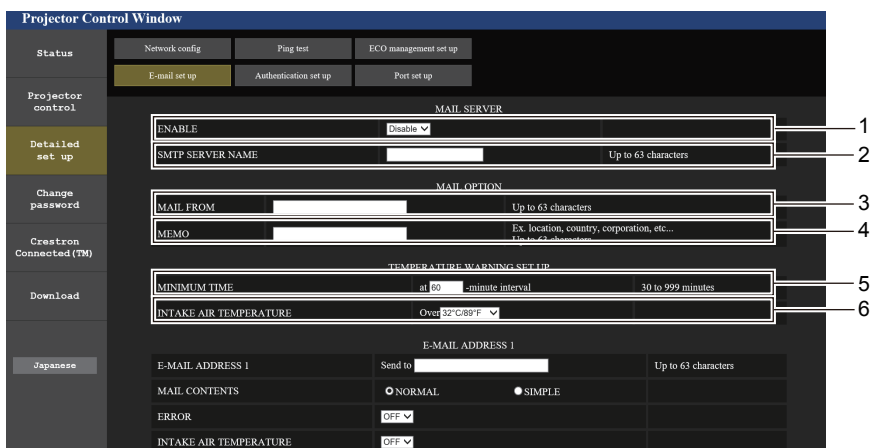 Projector Control Window
Status
Network config
Ping test
ECO management set up
E-mail set up
Authentication set up
Port set up
Projector
control
Detailed
set up
Change
password
Crestron
Connected(TM)
Download
Japanese
MAIL SERVER
ENABLE Disable 1
SMTP SERVER NAME Up to 63 characters 2
MAIL OPTION
MAIL FROM Up to 63 characters 3
MEMO Ex. location, country, corporation, etc... 4
Up to 63 characters
TEMPERATURE WARNING SET UP
MINIMUM TIME at 60 -minute interval 30 to 999 minutes 5
INTAKE AIR TEMPERATURE Over 32°C/89°F 6
E-MAIL ADDRESS 1
E-MAIL ADDRESS 1 Send to Up to 63 characters
MAIL CONTENTS NORMAL SIMPLE
ERROR OFF
INTAKE AIR TEMPERATURE OFF